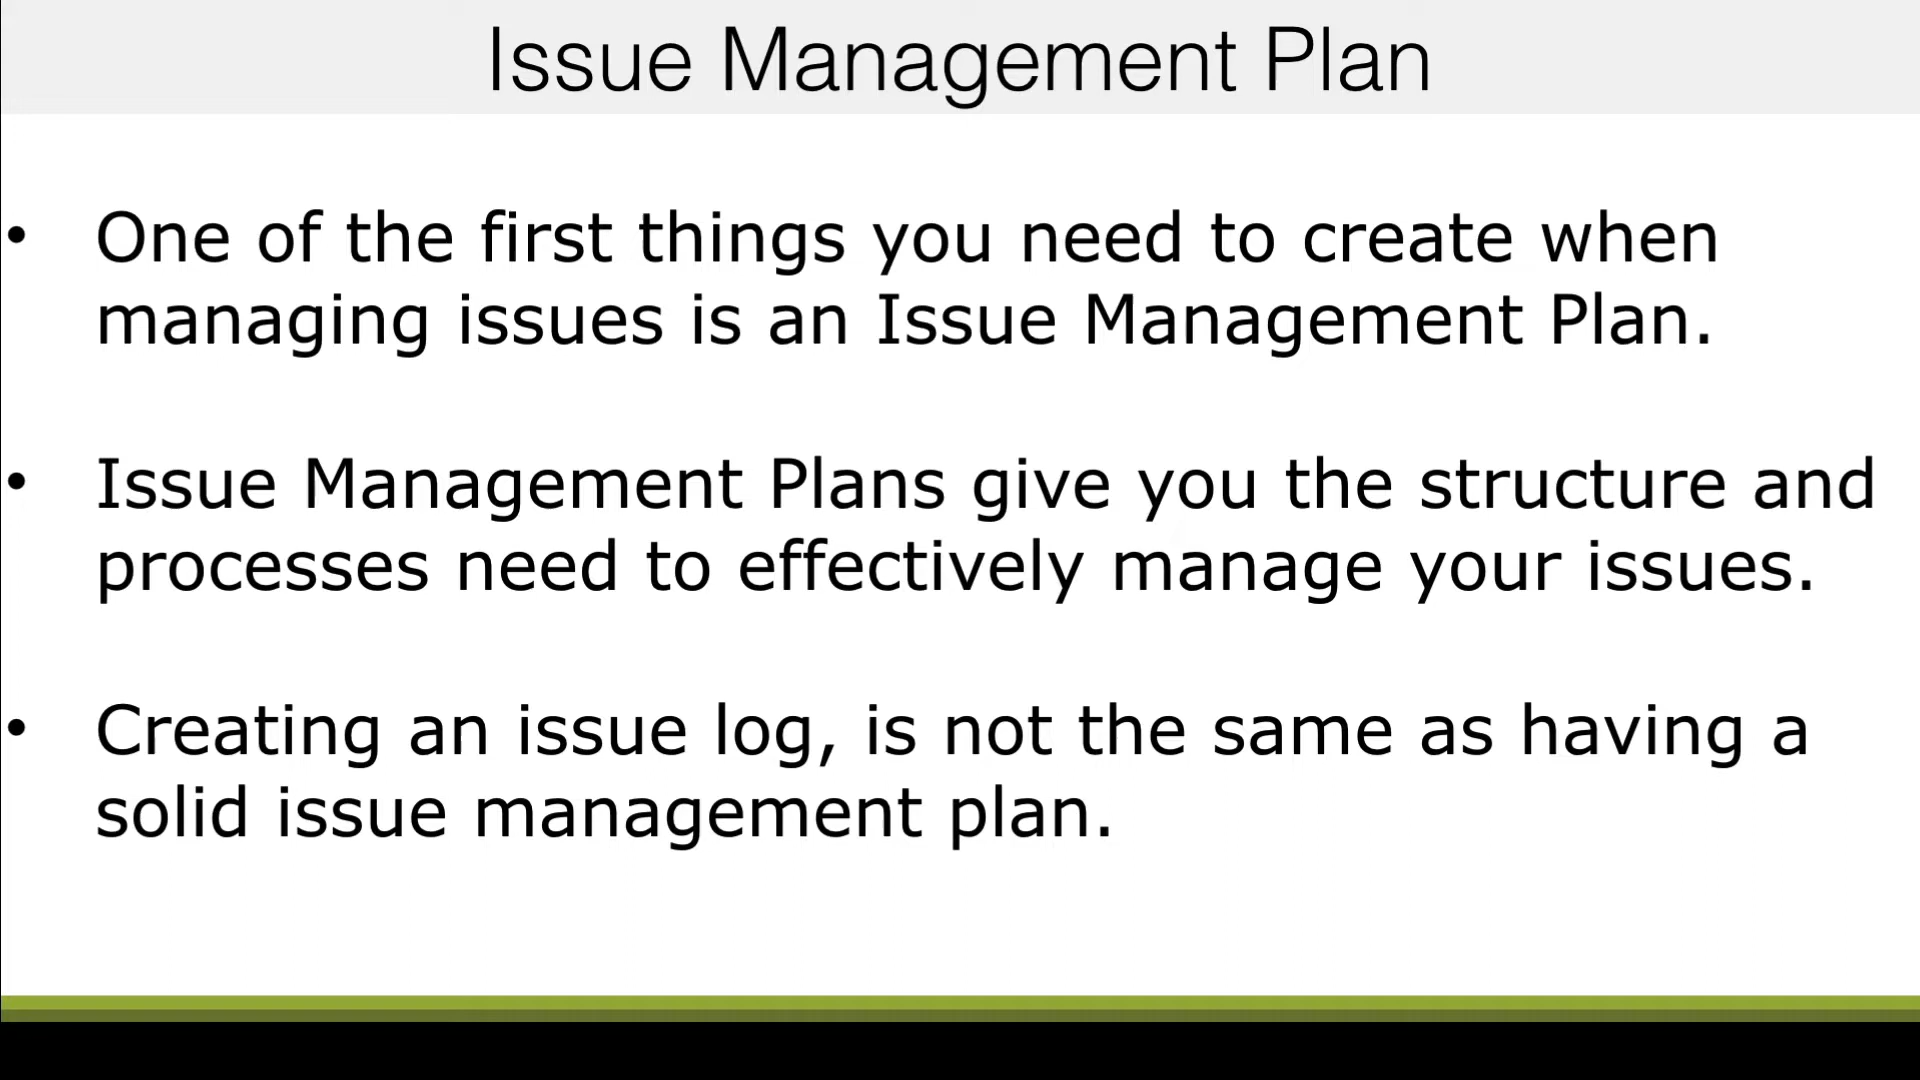 Issue Management Plan
• One of the first things you need to create when
managing issues is an Issue Management Plan.
• Issue Management Plans give you the structure and
processes need to effectively manage your issues.
• Creating an issue log, is not the same as having a
solid issue management plan.